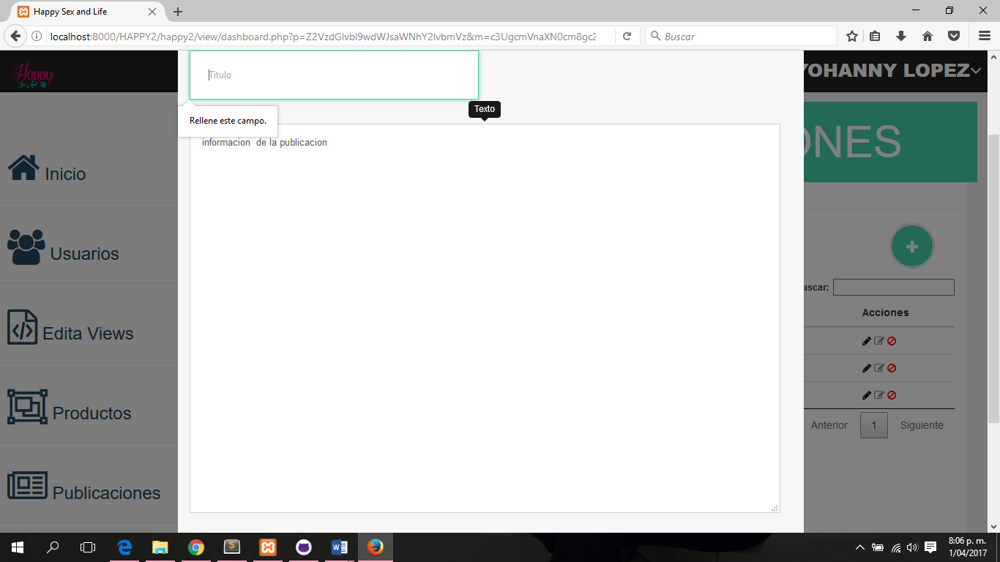 Happy Sex and Life
localhost:8000/HAPPY2/happy2/view/dashboard.php?p=Z2VzdGlvbl9wdWJsaWNhY2lvbmVz&m=c3UgcmVnaXN0cm8gc2
Buscar
Happy
Sex And Life
YOHANNY LOPEZ
Titulo
Texto
Rellene este campo.
informacion  de la publicacion
ONES
Inicio
Usuarios
Edita Views
Productos
Publicaciones
uscar:
Acciones
Anterior
1
Siguiente
8:06 p. m.
1/04/2017